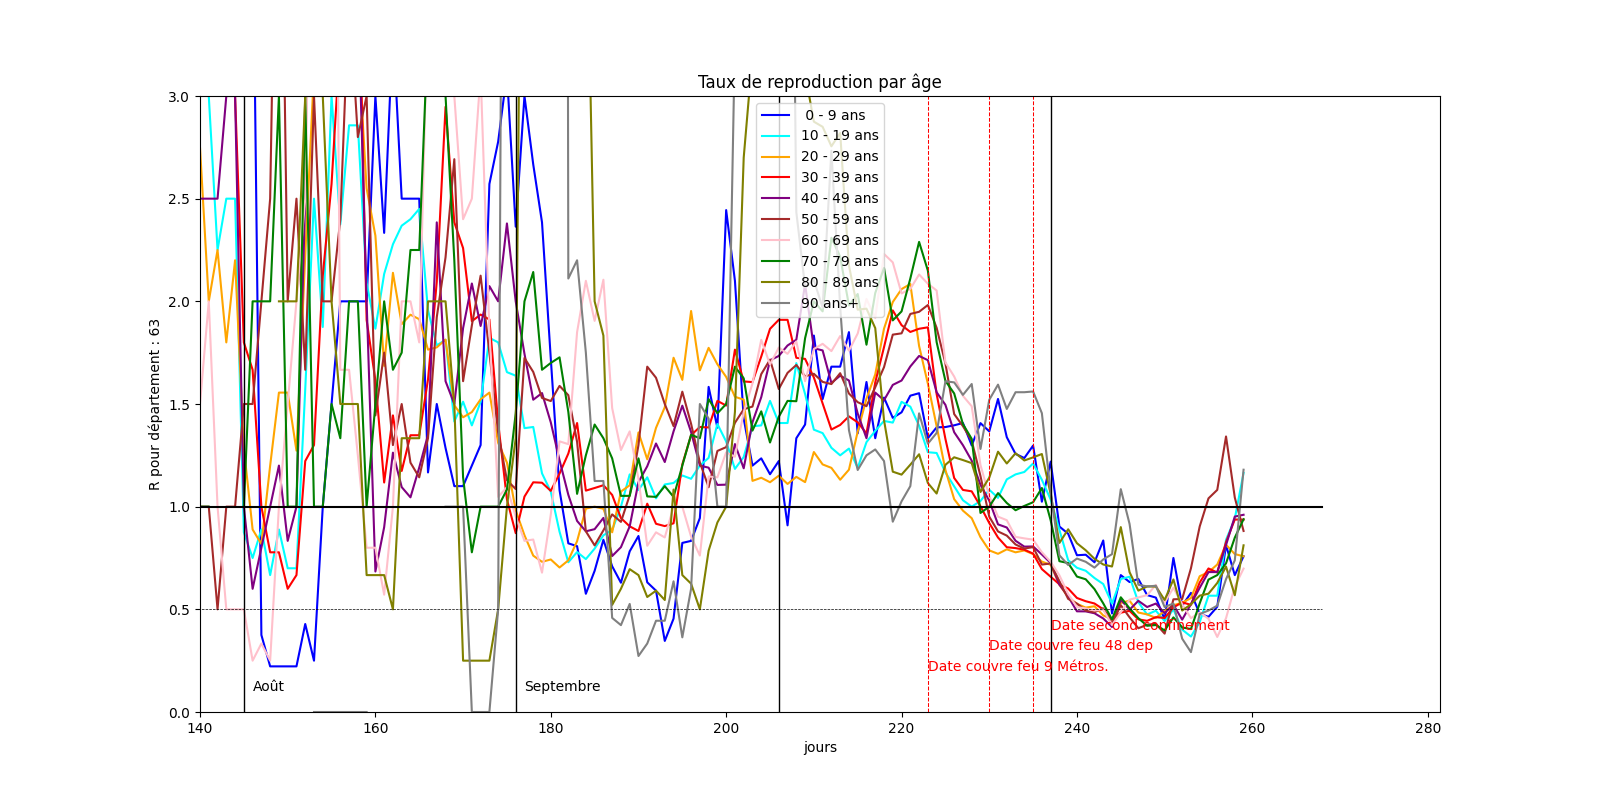 Taux de reproduction par âge
R pour département : 63
3.0
2.5
2.0
1.5
1.0
0.5
0.0
0 - 9 ans
10 - 19 ans
20 - 29 ans
30 - 39 ans
40 - 49 ans
50 - 59 ans
60 - 69 ans
70 - 79 ans
80 - 89 ans
90 ans+
Date second confinement
Date couvre feu 48 dep
Date couvre feu 9 Métros.
Août
Septembre
140
160
180
200
220
240
260
280
jours